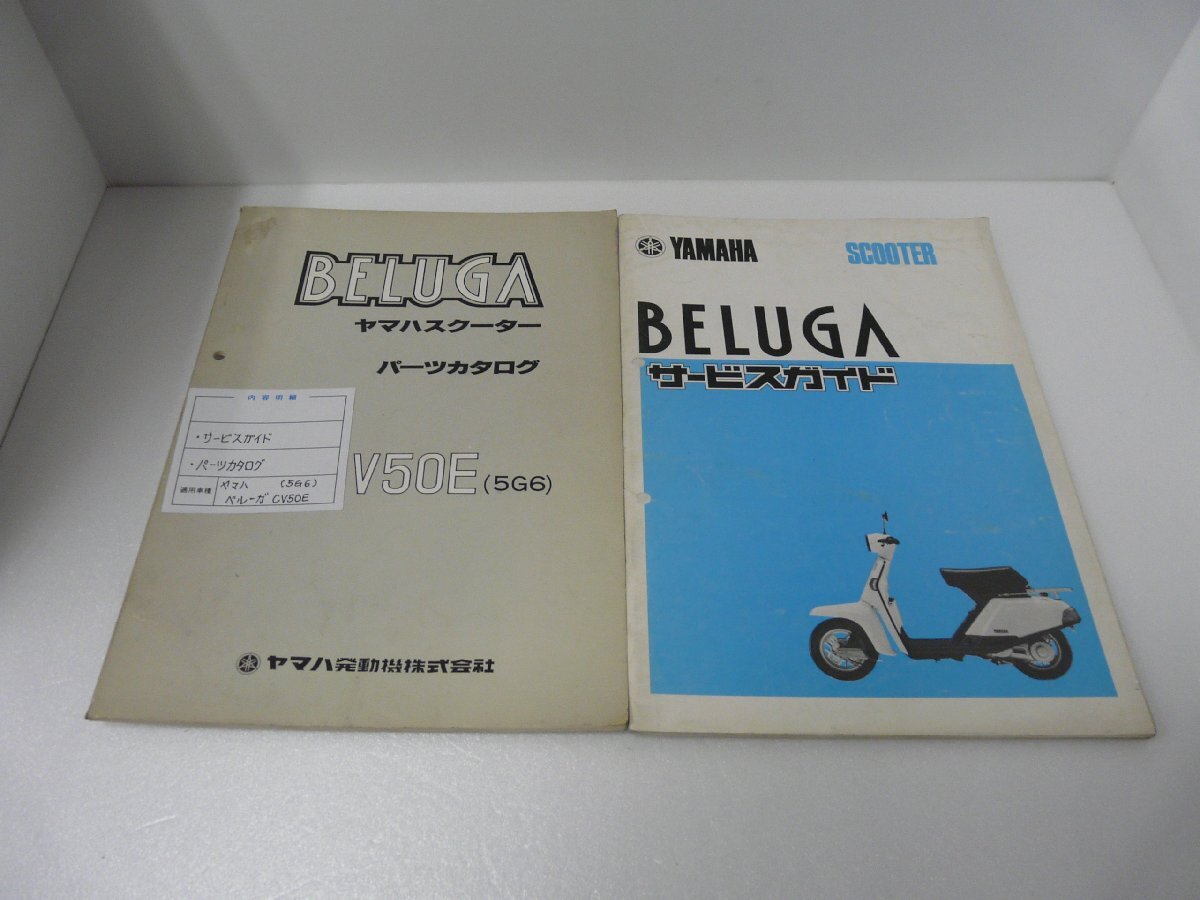 BELUGA
ヤマハスクーター
パーツカタログ
内容明細
・サービスガイド
・パーツカタログ
適用車種
ヤマハ (5G6)
ベルーガ CV50E
V50E (5G6)
ヤマハ発動機株式会社
YAMAHA
SCOOTER
BELUGA
サービスガイド
YAMAHA